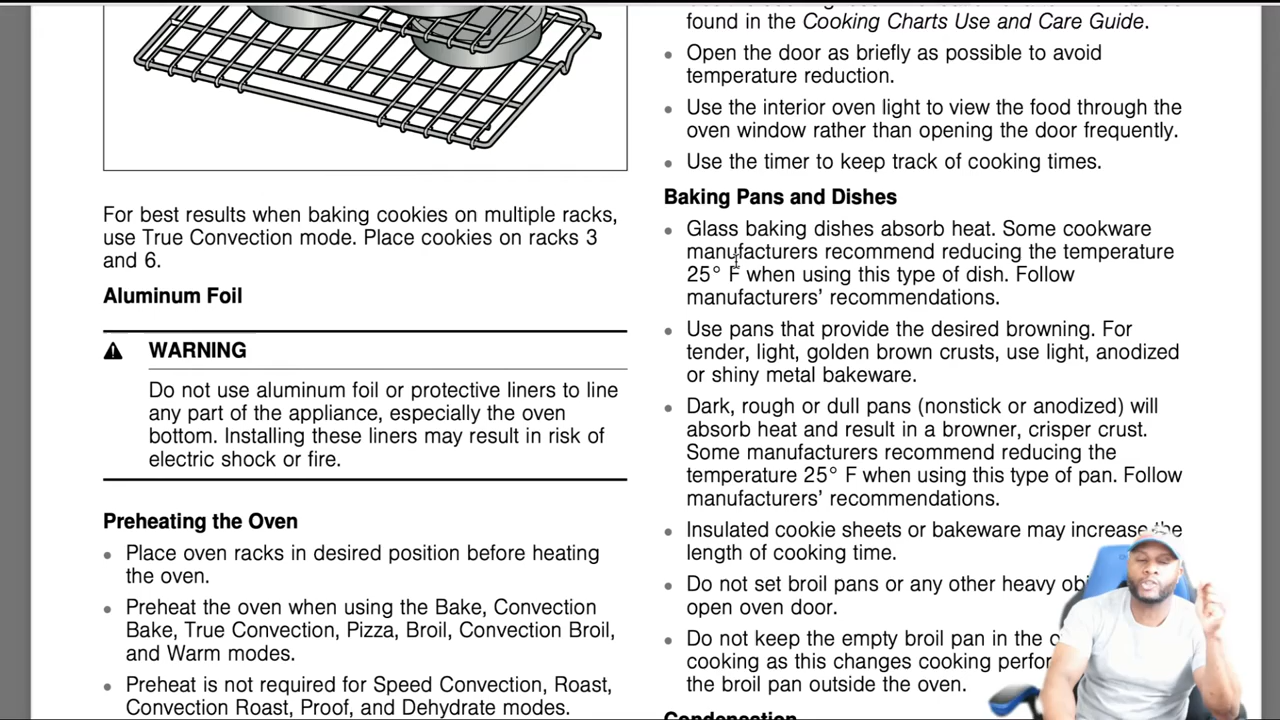 For best results when baking cookies on multiple racks,
use True Convection mode. Place cookies on racks 3
and 6.
Aluminum Foil
WARNING
Do not use aluminum foil or protective liners to line
any part of the appliance, especially the oven
bottom. Installing these liners may result in risk of
electric shock or fire.
Preheating the Oven
Place oven racks in desired position before heating
the oven.
Preheat the oven when using the Bake, Convection
Bake, True Convection, Pizza, Broil, Convection Broil,
and Warm modes.
Preheat is not required for Speed Convection, Roast,
Convection Roast, Proof, and Dehydrate modes.
found in the Cooking Charts Use and Care Guide.
Open the door as briefly as possible to avoid
temperature reduction.
Use the interior oven light to view the food through the
oven window rather than opening the door frequently.
Use the timer to keep track of cooking times.
Baking Pans and Dishes
Glass baking dishes absorb heat. Some cookware
manufacturers recommend reducing the temperature
25° F when using this type of dish. Follow
manufacturers' recommendations.
Use pans that provide the desired browning. For
tender, light, golden brown crusts, use light, anodized
or shiny metal bakeware.
Dark, rough or dull pans (nonstick or anodized) will
absorb heat and result in a browner, crisper crust.
Some manufacturers recommend reducing the
temperature 25° F when using this type of pan. Follow
manufacturers' recommendations.
Insulated cookie sheets or bakeware may increase the
length of cooking time.
Do not set broil pans or any other heavy
open oven door.
Do not keep the empty broil pan in the
cooking as this changes cooking
the broil pan outside the oven.
Condensation